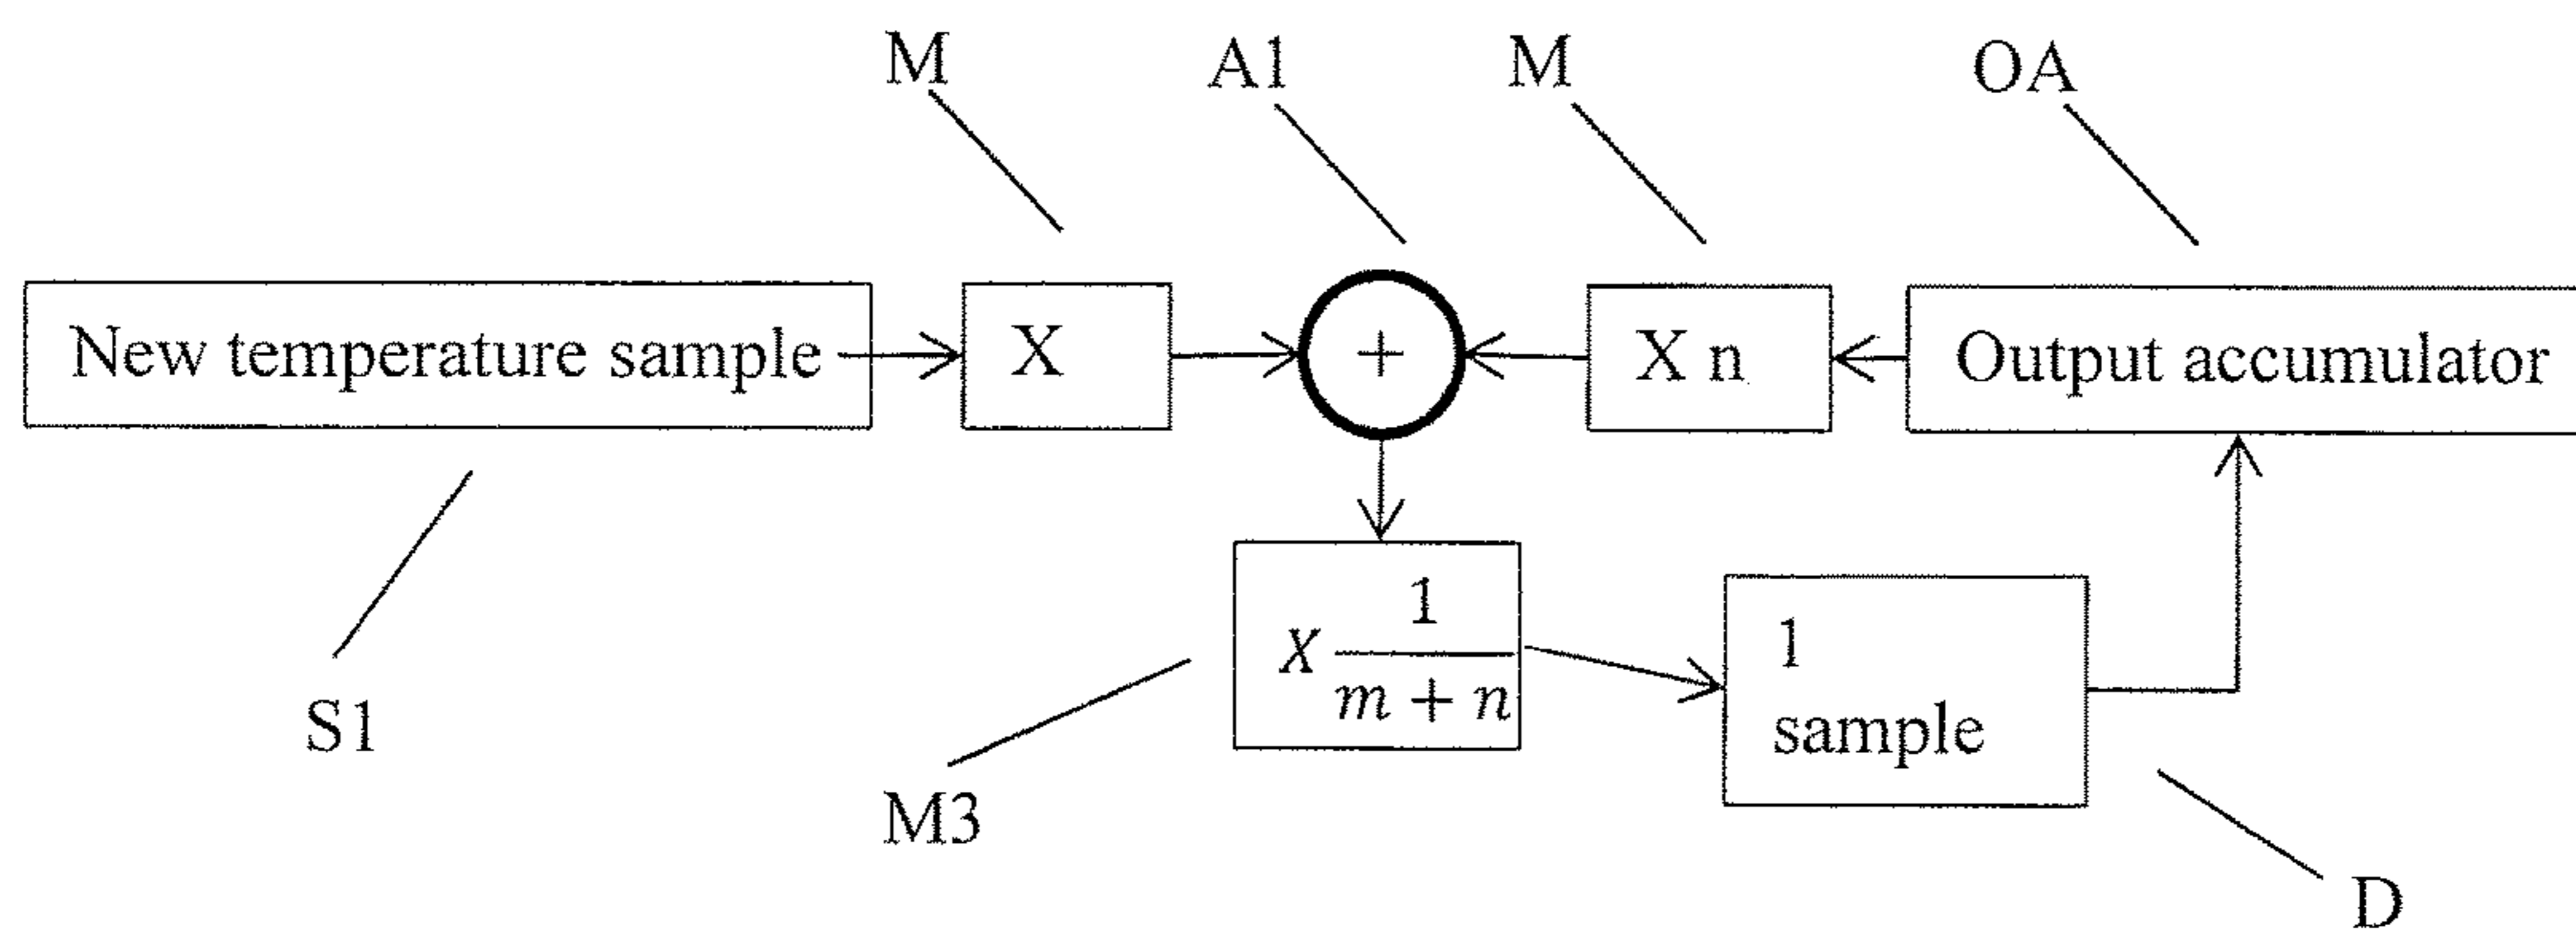 M
A1
M
OA
New temperature sample
X
+
X n
Output accumulator
X 1/(m + n)
1
sample
S1
M3
D